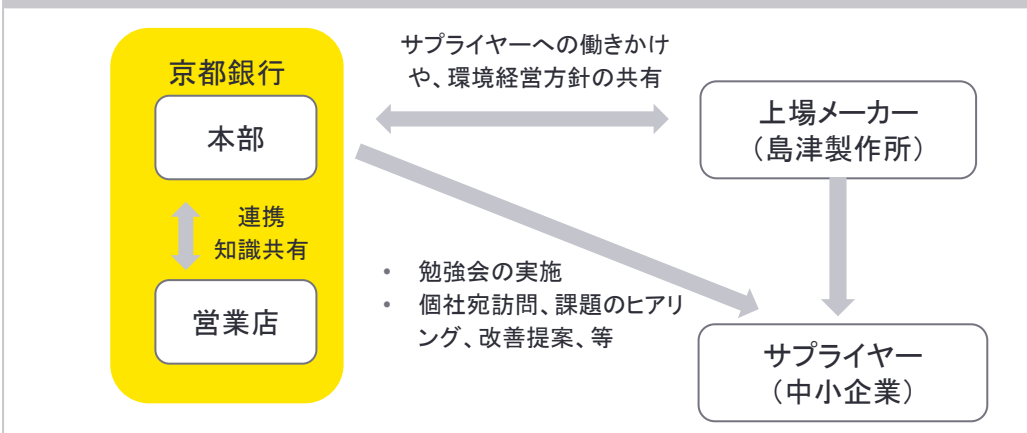 サプライヤーへの働きかけ
や、環境経営方針の共有
京都銀行
本部
上場メーカー
（島津製作所）
連携
知識共有
• 勉強会の実施
• 個社宛訪問、課題のヒアリ
ング、改善提案、等
営業店
サプライヤー
（中小企業）